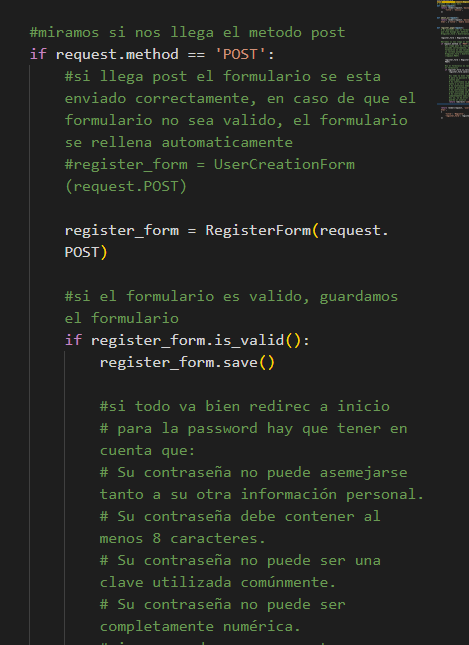 #miramos si nos llega el metodo post
if request.method == 'POST':
#si llega post el formulario se esta
enviado correctamente, en caso de que el
formulario no sea valido, el formulario
se rellena automaticamente
#register_form = UserCreationForm
(request.POST)
register_form = RegisterForm(request.
POST)
#si el formulario es valido, guardamos
el formulario
if register_form.is_valid():
register_form.save()
#si todo va bien redirec a inicio
# para la password hay que tener en
cuenta que:
# Su contraseña no puede asemejarse
tanto a su otra información personal.
# Su contraseña debe contener al
menos 8 caracteres.
# Su contraseña no puede ser una
clave utilizada comúnmente.
# Su contraseña no puede ser
completamente numérica.